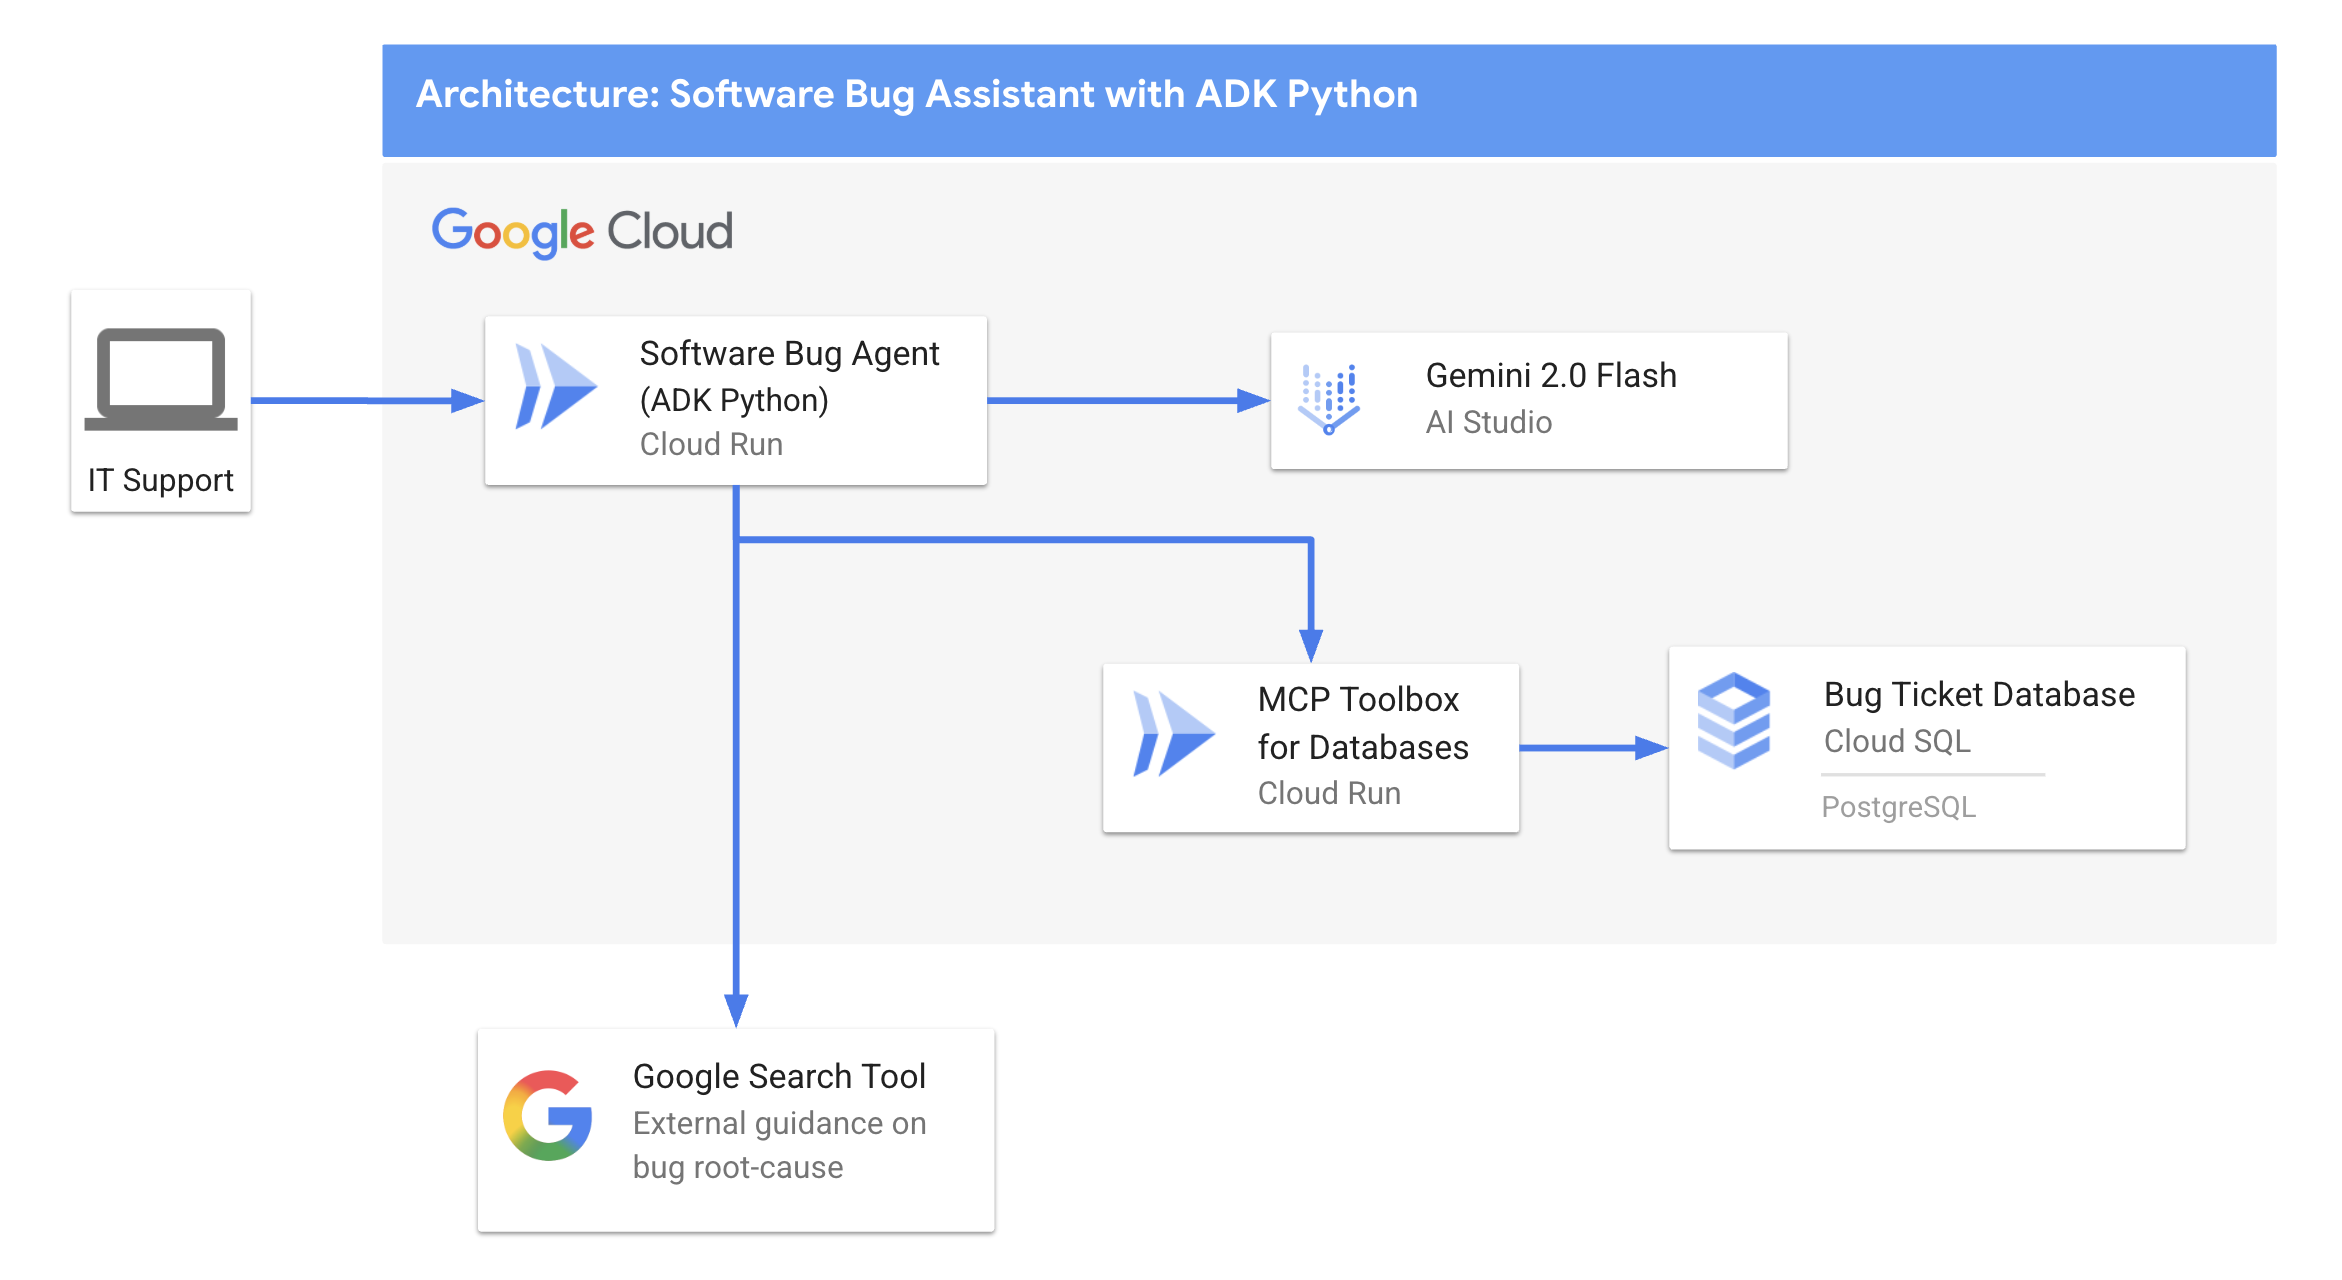 Architecture: Software Bug Assistant with ADK Python
Google Cloud
IT Support
Software Bug Agent
(ADK Python)
Cloud Run
Gemini 2.0 Flash
AI Studio
MCP Toolbox
for Databases
Cloud Run
Bug Ticket Database
Cloud SQL
PostgreSQL
Google Search Tool
External guidance on
bug root-cause